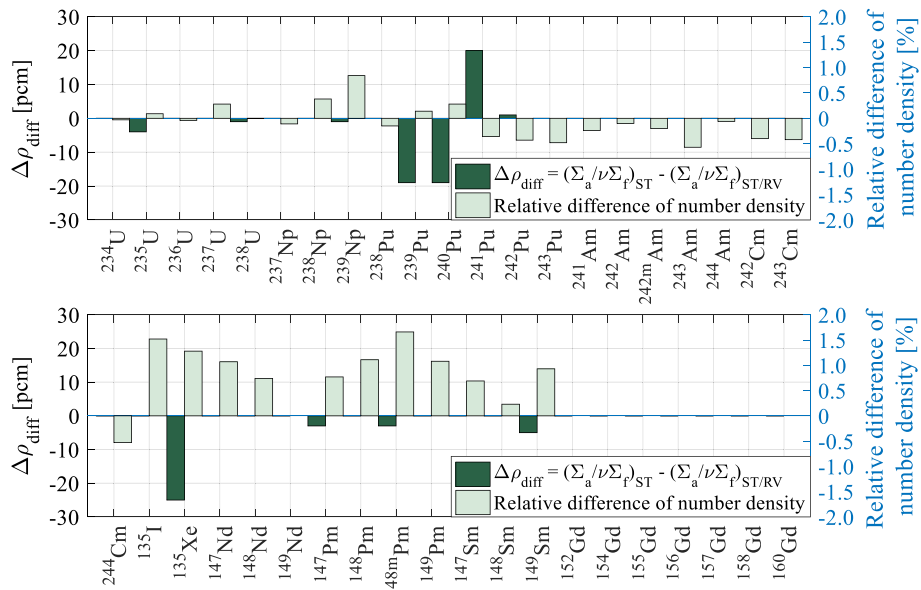 Δρdiff [pcm]
30
20
10
0
-10
-20
-30
2.0
1.5
1.0
0.5
0
-0.5
-1.0
-1.5
-2.0
Relative difference of
number density [%]
Δρdiff = (Σa/νΣf)ST - (Σa/νΣf)ST/RV
Relative difference of number density
234U
235U
236U
237U
238U
237Np
238Np
239Np
238Pu
239Pu
240Pu
241Pu
242Pu
243Pu
241Am
242Am
242mAm
243Am
244Am
242Cm
243Cm
Δρdiff [pcm]
30
20
10
0
-10
-20
-30
2.0
1.5
1.0
0.5
0
-0.5
-1.0
-1.5
-2.0
Relative difference of
number density [%]
Δρdiff = (Σa/νΣf)ST - (Σa/νΣf)ST/RV
Relative difference of number density
244Cm
135I
135Xe
147Nd
148Nd
149Nd
147Pm
148Pm
48mPm
149Pm
147Sm
148Sm
149Sm
152Gd
154Gd
155Gd
156Gd
157Gd
158Gd
160Gd